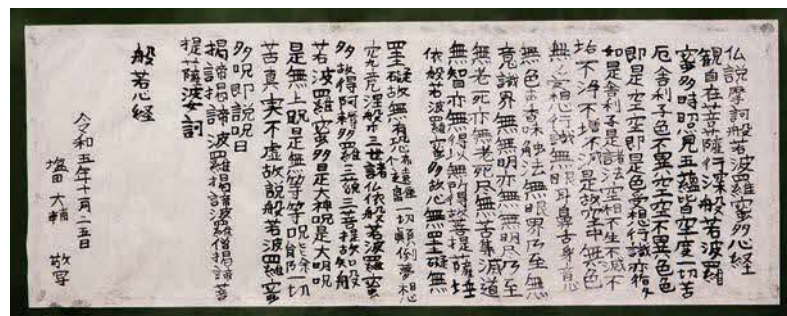 仏説摩訶般若波羅蜜多心経
観自在菩薩行深般若波羅
蜜多時照見五蘊皆空度一切苦
厄舎利子色不異空空不異色色
即是空空即是色受想行識亦復
如是舎利子是諸法空相不生不滅不
垢不浄不増不減是故空中無色
無受想行識無眼耳鼻舌身意
無色声香味触法無眼界乃至無
意識界無無明亦無無明尽乃至
無老死亦無老死尽無苦集滅道
無智亦無得以無所得故菩提薩埵
依般若波羅蜜多故心無罣礙無
罣礙故無有恐怖遠離一切顛倒夢想
究竟涅槃三世諸仏依般若波羅蜜
多故得阿耨多羅三藐三菩提故知般
若波羅蜜多是大神呪是大明呪
是無上呪是無等等呪能除一切
苦真実不虚故説般若波羅蜜
多呪即説呪曰
羯諦羯諦波羅羯諦波羅僧羯諦菩
提薩婆訶
般若心経
令和五年十月二五日
塩田大輔 敬写